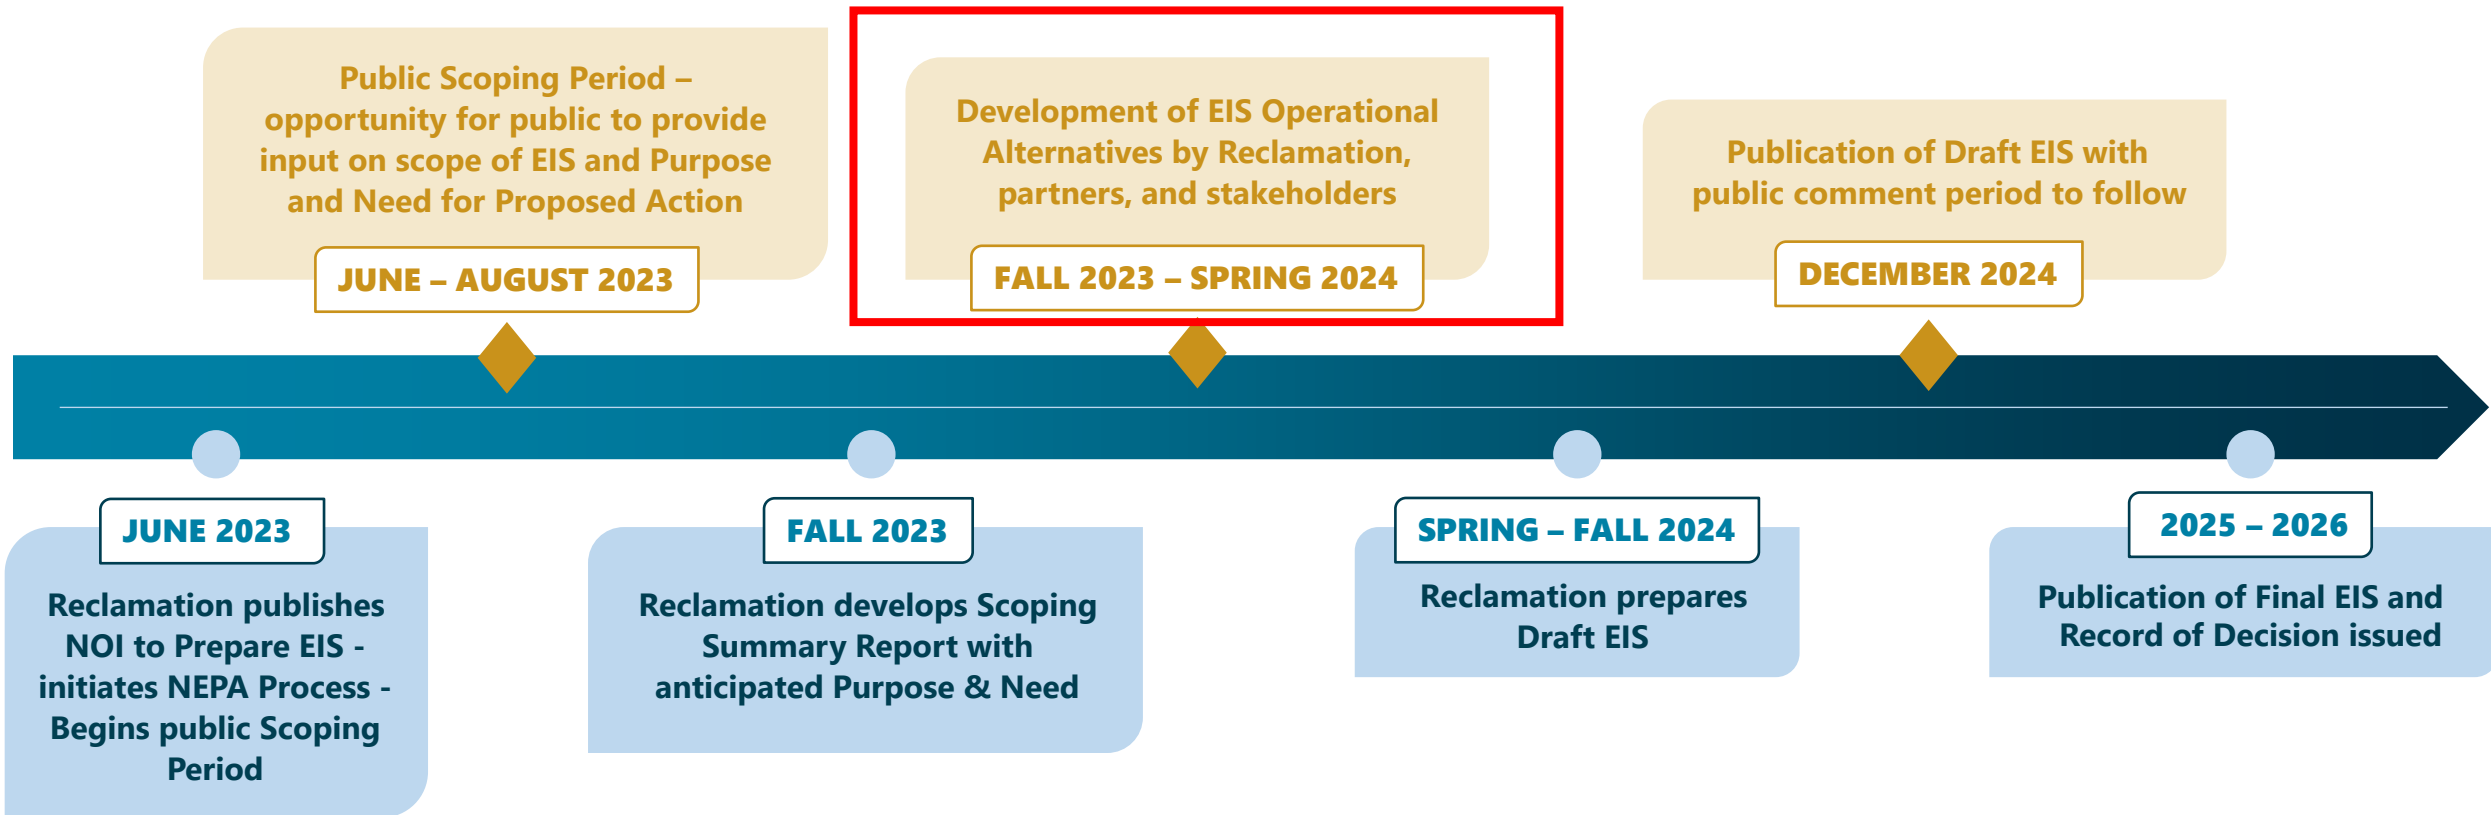 Public Scoping Period –
opportunity for public to provide
input on scope of EIS and Purpose
and Need for Proposed Action
JUNE – AUGUST 2023
Development of EIS Operational
Alternatives by Reclamation,
partners, and stakeholders
FALL 2023 – SPRING 2024
Publication of Draft EIS with
public comment period to follow
DECEMBER 2024
JUNE 2023
Reclamation publishes
NOI to Prepare EIS -
initiates NEPA Process -
Begins public Scoping
Period
FALL 2023
Reclamation develops Scoping
Summary Report with
anticipated Purpose & Need
SPRING – FALL 2024
Reclamation prepares
Draft EIS
2025 – 2026
Publication of Final EIS and
Record of Decision issued